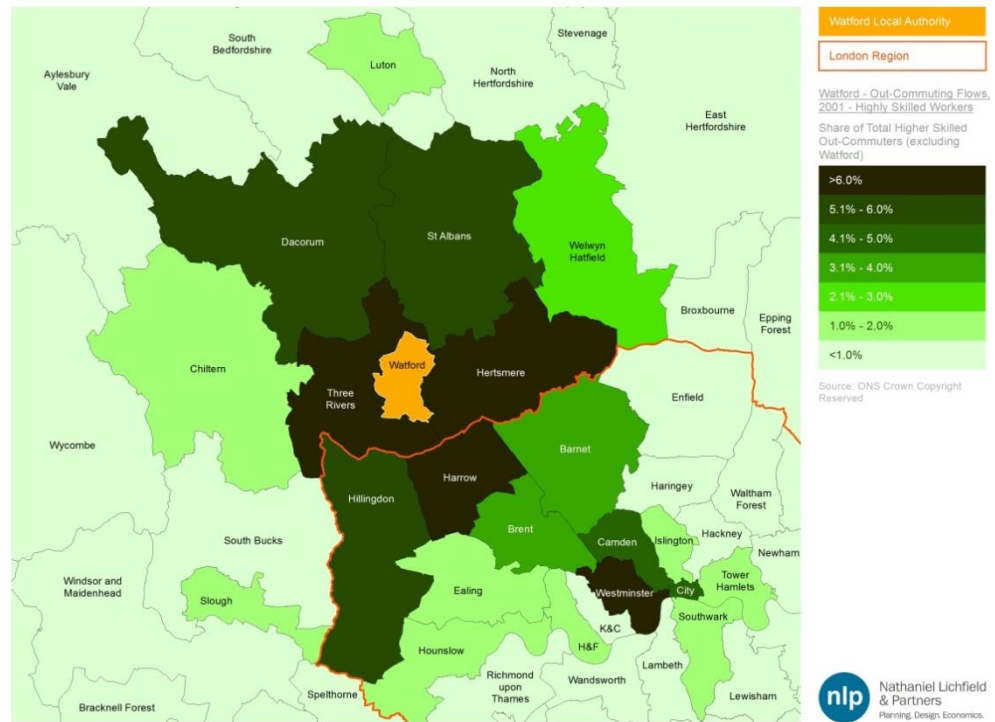 Aylesbury
Vale
South
Bedfordshire
Luton
Stevenage
North
Hertfordshire
East
Hertfordshire
Dacorum
St Albans
Welwyn
Hatfield
Broxbourne
Epping
Forest
Chiltern
Watford
Three
Rivers
Hertsmere
Enfield
Wycombe
Barnet
Harrow
Hillingdon
Haringey
Waltham
Forest
Brent
Camden
Islington
Hackney
Newham
South Bucks
Windsor and
Maidenhead
Slough
Ealing
Westminster
City
Tower
Hamlets
K&C
Southwark
H&F
Hounslow
Richmond
upon
Thames
Wandsworth
Lambeth
Lewisham
Spelthorne
Bracknell Forest
Watford Local Authority
London Region
Watford - Out-Commuting Flows,
2001 - Highly Skilled Workers
Share of Total Higher Skilled
Out-Commuters (excluding
Watford)
>6.0%
5.1% - 6.0%
4.1% - 5.0%
3.1% - 4.0%
2.1% - 3.0%
1.0% - 2.0%
<1.0%
Source: ONS Crown Copyright
Reserved
nlp
Nathaniel Lichfield
& Partners
Planning. Design. Economics.